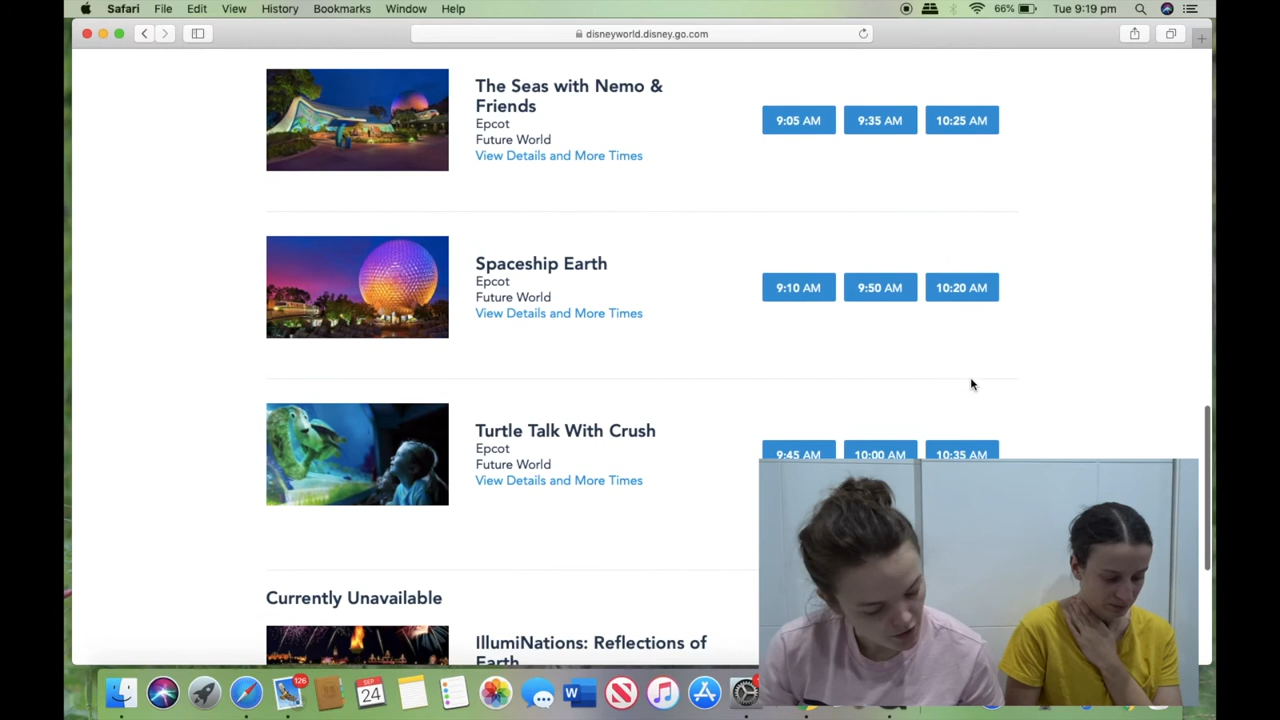 Safari File Edit View History Bookmarks Window Help 66% Tue 9:19 pm
disneyworld.disney.go.com
The Seas with Nemo &
Friends
Epcot
Future World
View Details and More Times
9:05 AM 9:35 AM 10:25 AM
Spaceship Earth
Epcot
Future World
View Details and More Times
9:10 AM 9:50 AM 10:20 AM
Turtle Talk With Crush
Epcot
Future World
View Details and More Times
9:45 AM 10:00 AM 10:35 AM
Currently Unavailable
IllumiNations: Reflections of
Earth
126
SEP
24
W